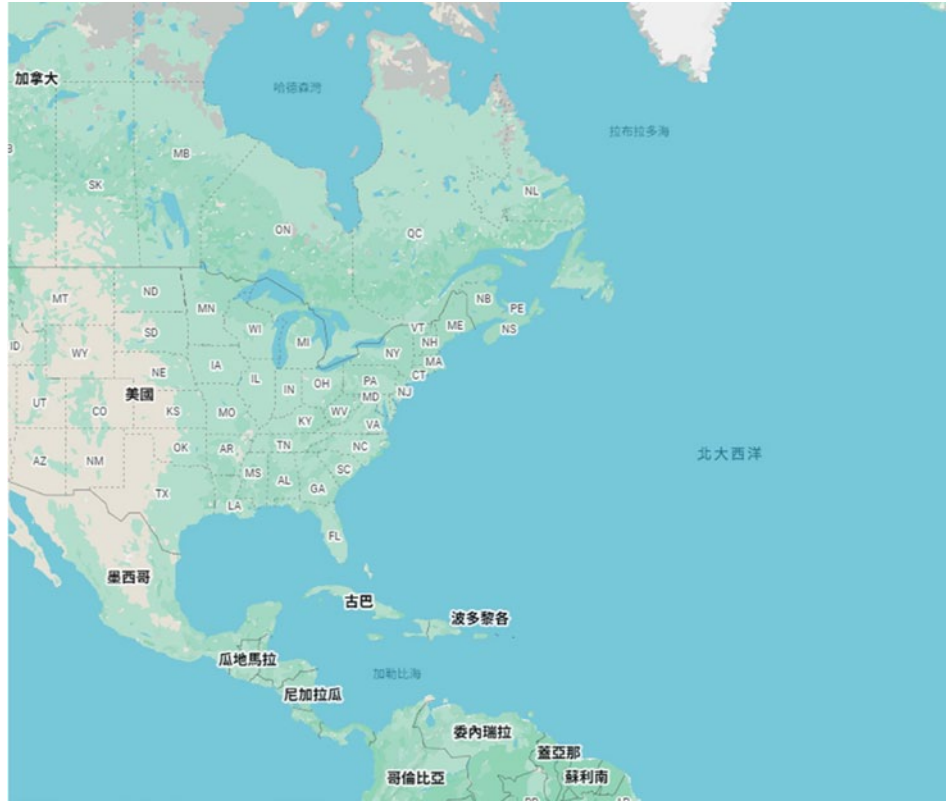 加拿大
哈德森灣
拉布拉多海
MB
SK
NL
ON
QC
MT
ND
MN
NB
PE
WI
VT
ME
NS
ID
SD
MI
NH
WY
NY
MA
IA
NE
IL
IN
OH
PA
CT
美國
UT
CO
KS
MO
WV
MD
NJ
KY
VA
OK
AR
TN
NC
北大西洋
AZ
NM
MS
AL
SC
GA
TX
LA
FL
墨西哥
古巴
波多黎各
瓜地馬拉
加勒比海
尼加拉瓜
委內瑞拉
蓋亞那
哥倫比亞
蘇利南